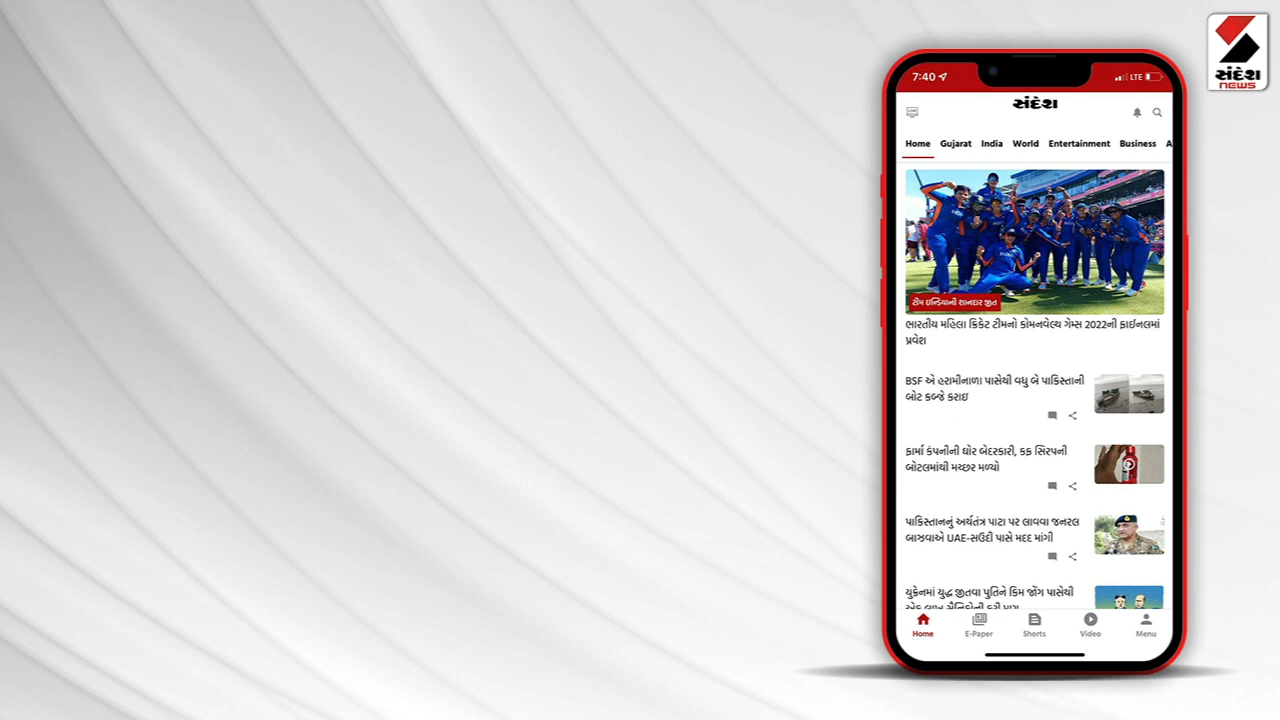 સંદેશ
NEWS
7:40
LTE
સંદેશ
Home Gujarat India World Entertainment Business A
ટીમ ઇન્ડિયાની શાનદાર જીત
ભારતીય મહિલા ક્રિકેટ ટીમનો કોમનવેલ્થ ગેમ્સ 2022ની ફાઈનલમાં
પ્રવેશ
BSF એ હરામીનાળા પાસેથી વધુ બે પાકિસ્તાની
બોટ કબ્જે કરાઇ
ફાર્મા કંપનીની ઘોર બેદરકારી, કફ સિરપની
બોટલમાંથી મચ્છર મળ્યો
પાકિસ્તાનનું અર્થતંત્ર પાટા પર લાવવા જનરલ
બાઝવાએ UAE-સઉદી પાસે મદદ માંગી
યુક્રેનમાં યુદ્ધ જીતવા પુતિને કિમ જોંગ પાસેથી
Home E-Paper Shorts Video Menu